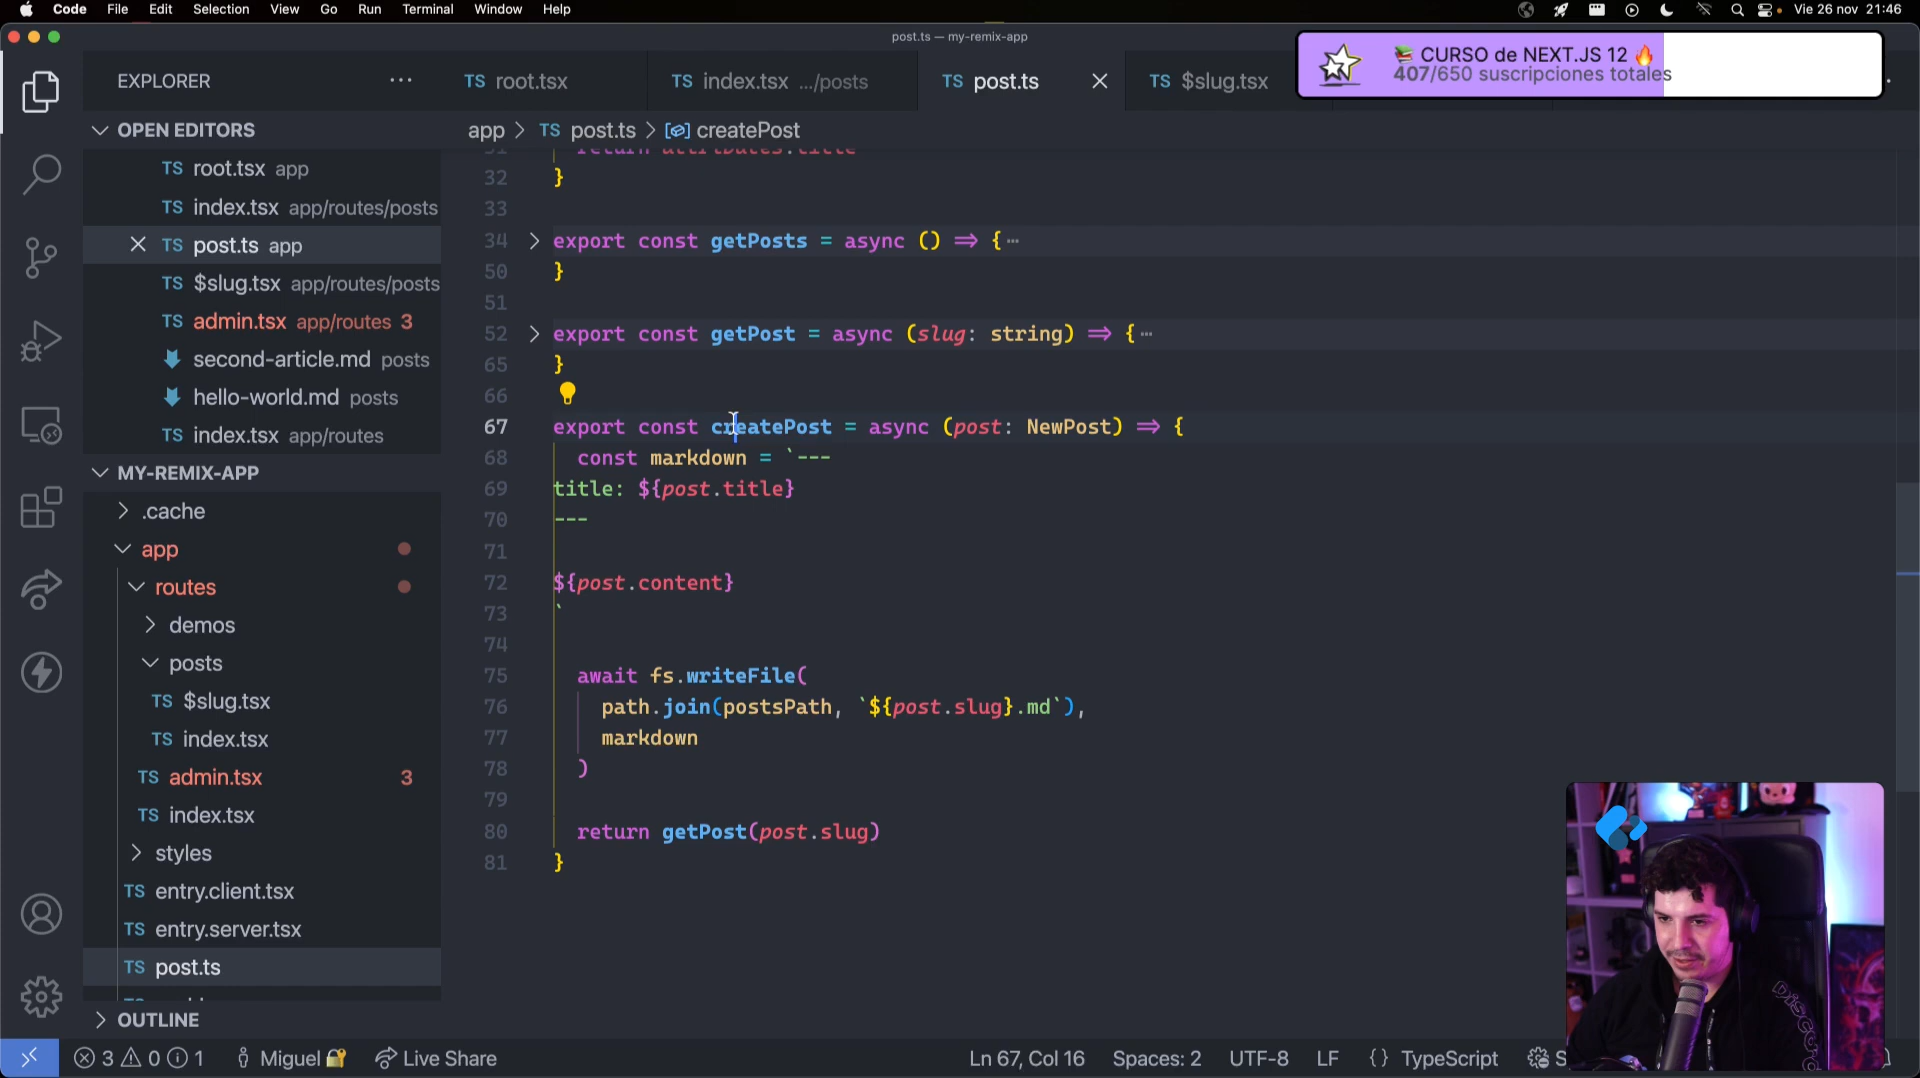 Code File Edit Selection View Go Run Terminal Window Help
Vie 26 nov 21:46
post.ts — my-remix-app
📚 CURSO de NEXT.JS 12 🔥
407/650 suscripciones totales
EXPLORER
TS root.tsx
TS index.tsx .../posts
TS post.ts
TS $slug.tsx
OPEN EDITORS
TS root.tsx app
TS index.tsx app/routes/posts
TS post.ts app
TS $slug.tsx app/routes/posts
TS admin.tsx app/routes 3
second-article.md posts
hello-world.md posts
TS index.tsx app/routes
MY-REMIX-APP
.cache
app
routes
demos
posts
TS $slug.tsx
TS index.tsx
TS admin.tsx 3
TS index.tsx
styles
TS entry.client.tsx
TS entry.server.tsx
TS post.ts
OUTLINE
app > TS post.ts > createPost
31 return attributes.title
32 }
33
34 export const getPosts = async () => {…
50 }
51
52 export const getPost = async (slug: string) => {…
65 }
66
67 export const createPost = async (post: NewPost) => {
68 const markdown = `---
69 title: ${post.title}
70 ---
71
72 ${post.content}
73 `
74
75 await fs.writeFile(
76 path.join(postsPath, `${post.slug}.md`),
77 markdown
78 )
79
80 return getPost(post.slug)
81 }
3 0 1 Miguel 🔐 Live Share
Ln 67, Col 16 Spaces: 2 UTF-8 LF {} TypeScript
Discord